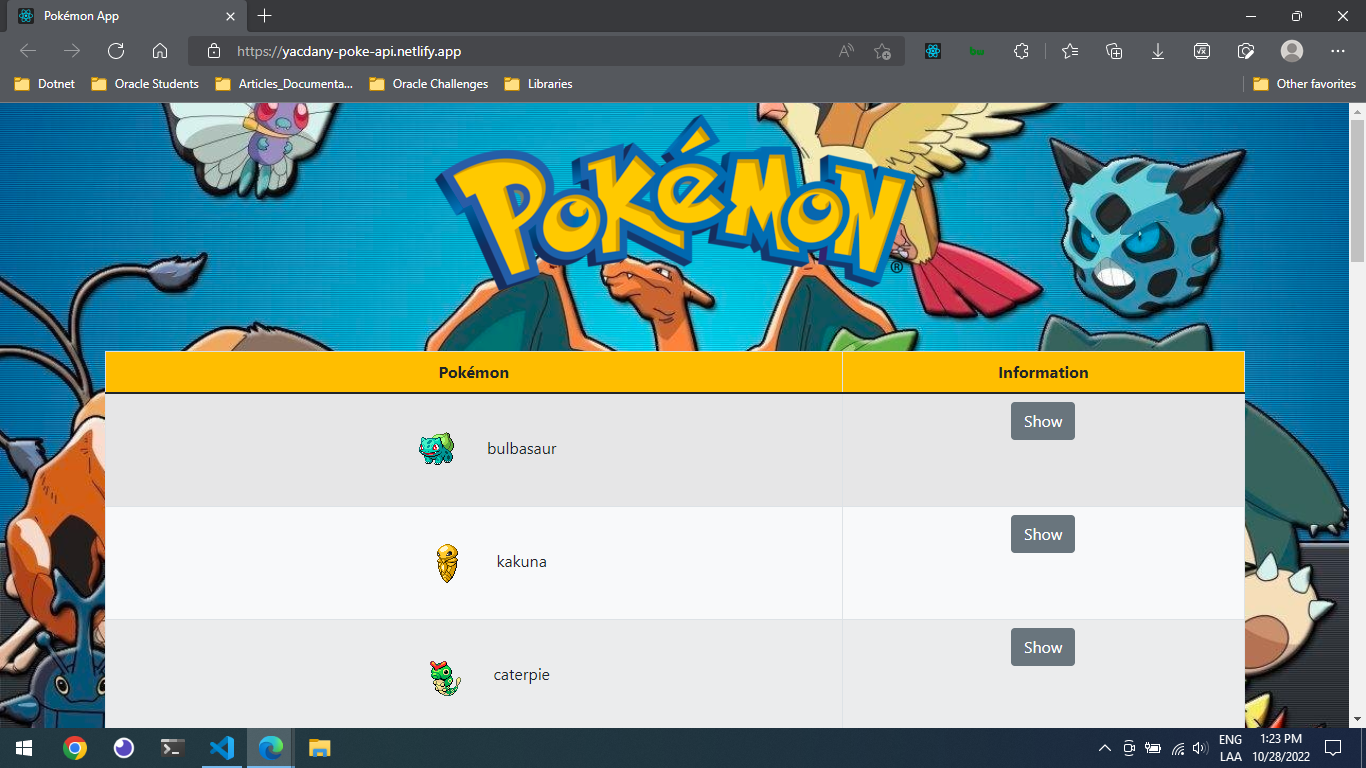 Pokémon App
https://yacdany-poke-api.netlify.app
Dotnet
Oracle Students
Articles_Documenta...
Oracle Challenges
Libraries
Other favorites
POKéMON
®
Pokémon
Information
bulbasaur
Show
kakuna
Show
caterpie
Show
ENG
LAA
1:23 PM
10/28/2022